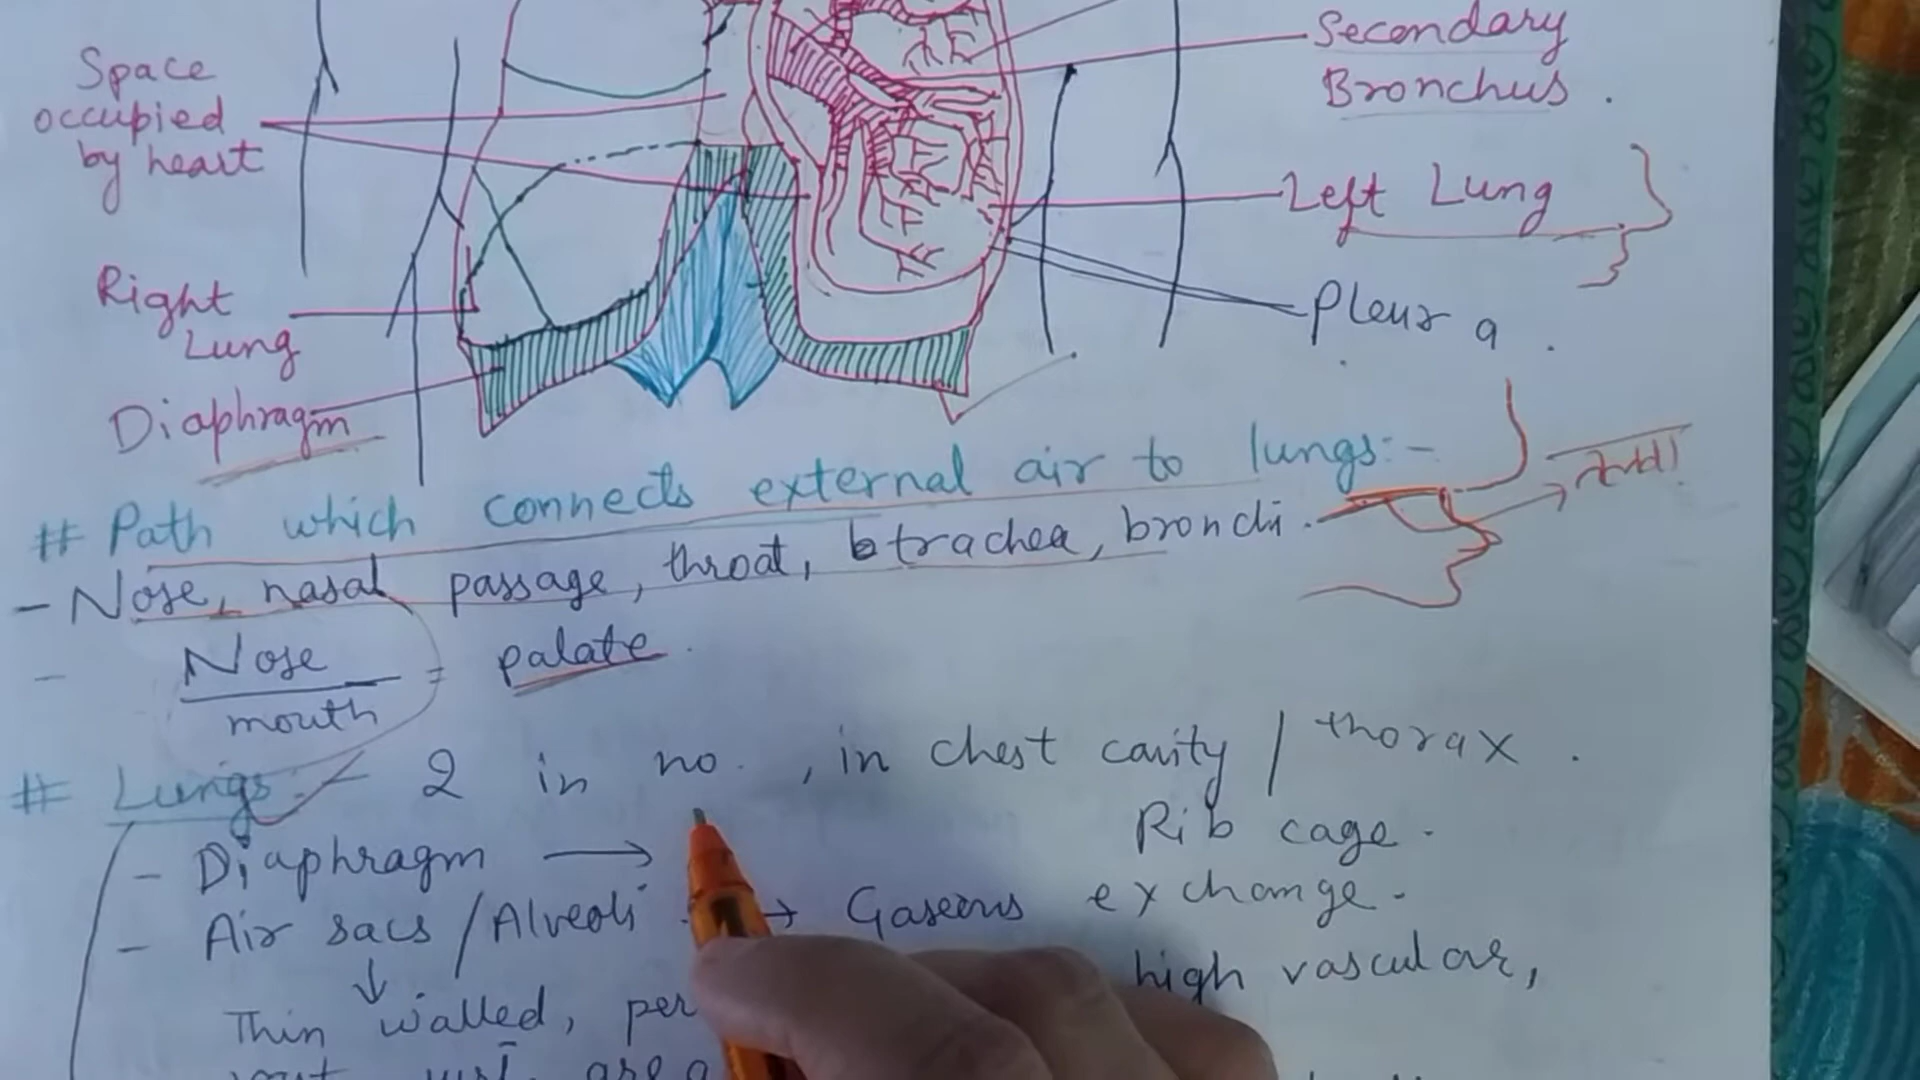 Space
occupied
by heart
Right
Lung
Diaphragm
Secondary
Bronchus.
Left Lung
Pleura.
# Path which connects external air to lungs:-
- Nose, nasal passage, throat, trachea, bronchi.
- Nose = palate.
mouth
# Lungs:- 2 in no., in chest cavity / thorax.
Rib cage.
- Diaphragm →
- Air sacs / Alveoli → Gaseous exchange.
↓
Thin walled, per high vascular,
area